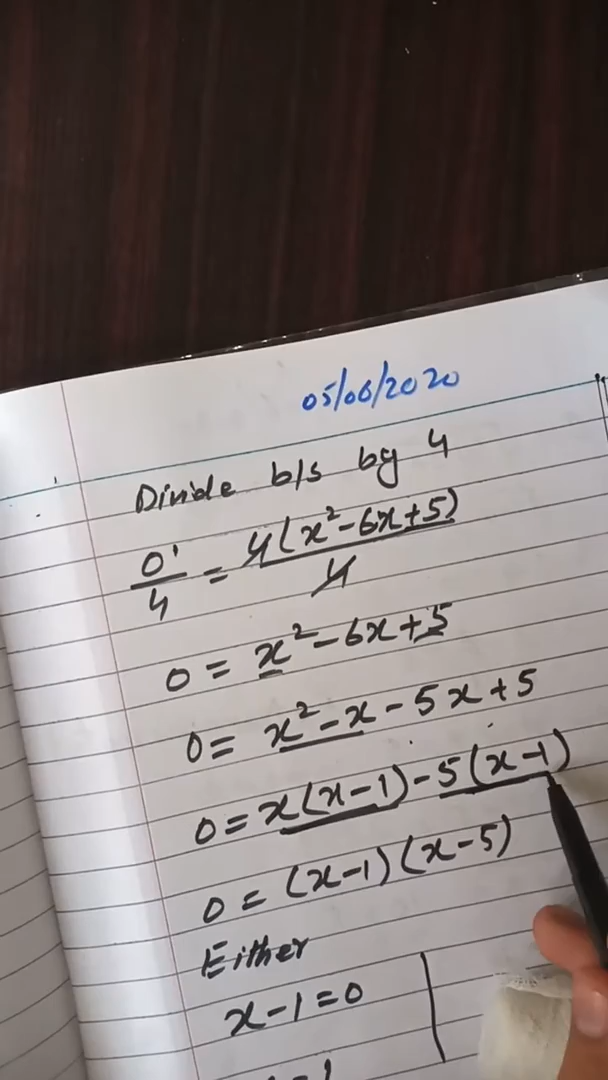 05/06/2020
Divide b/s by 4
0/4 = 4(x²-6x+5)/4
0 = x²-6x+5
0 = x²-x-5x+5
0 = x(x-1)-5(x-1)
0 = (x-1)(x-5)
Either
x-1=0